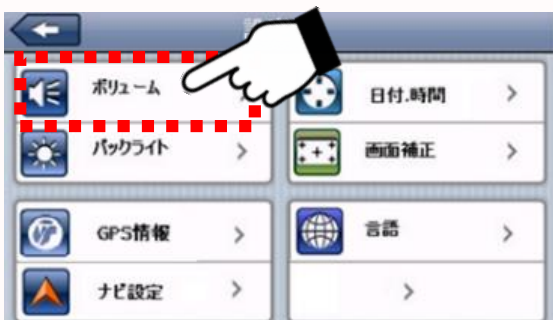 ボリューム
バックライト
日付.時間
画面補正
GPS情報
ナビ設定
言語